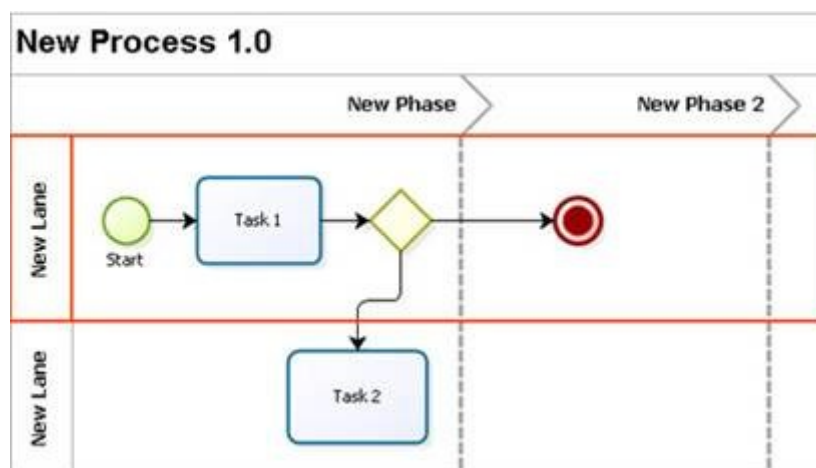 New Process 1.0
New Phase
New Phase 2
New Lane
Start
Task 1
New Lane
Task 2